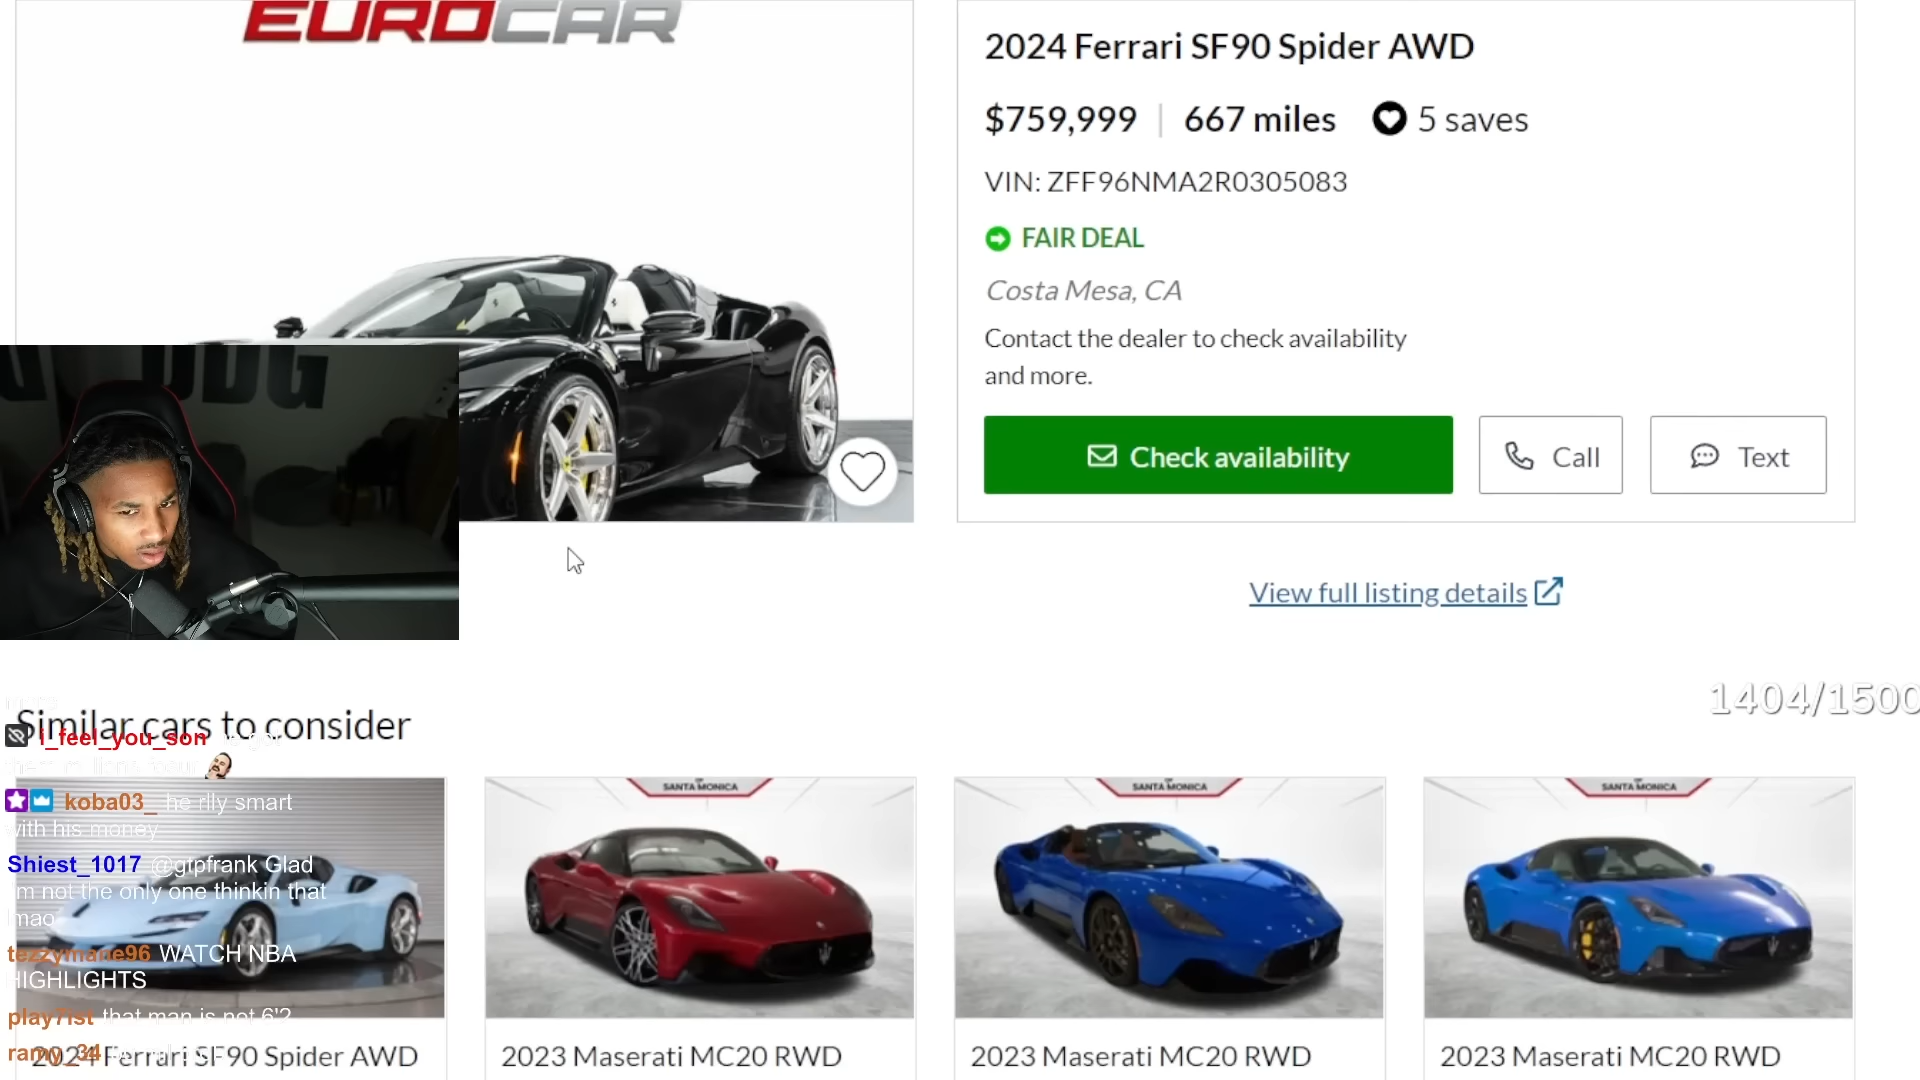 EUROCAR
2024 Ferrari SF90 Spider AWD
$759,999 | 667 miles 5 saves
VIN: ZFF96NMA2R0305083
FAIR DEAL
Costa Mesa, CA
Contact the dealer to check availability
and more.
Check availability
Call
Text
View full listing details
DDG
1404/1500
Similar cars to consider
i_feel_you_son
koba03_ he rlly smart
with his money
Shiest_1017 @gtpfrank Glad
im not the only one thinkin that
lmao
tezzymane96 WATCH NBA
HIGHLIGHTS
play7ist that man is not 6'2
ramy_34
SANTA MONICA
SANTA MONICA
SANTA MONICA
2024 Ferrari SF90 Spider AWD
2023 Maserati MC20 RWD
2023 Maserati MC20 RWD
2023 Maserati MC20 RWD